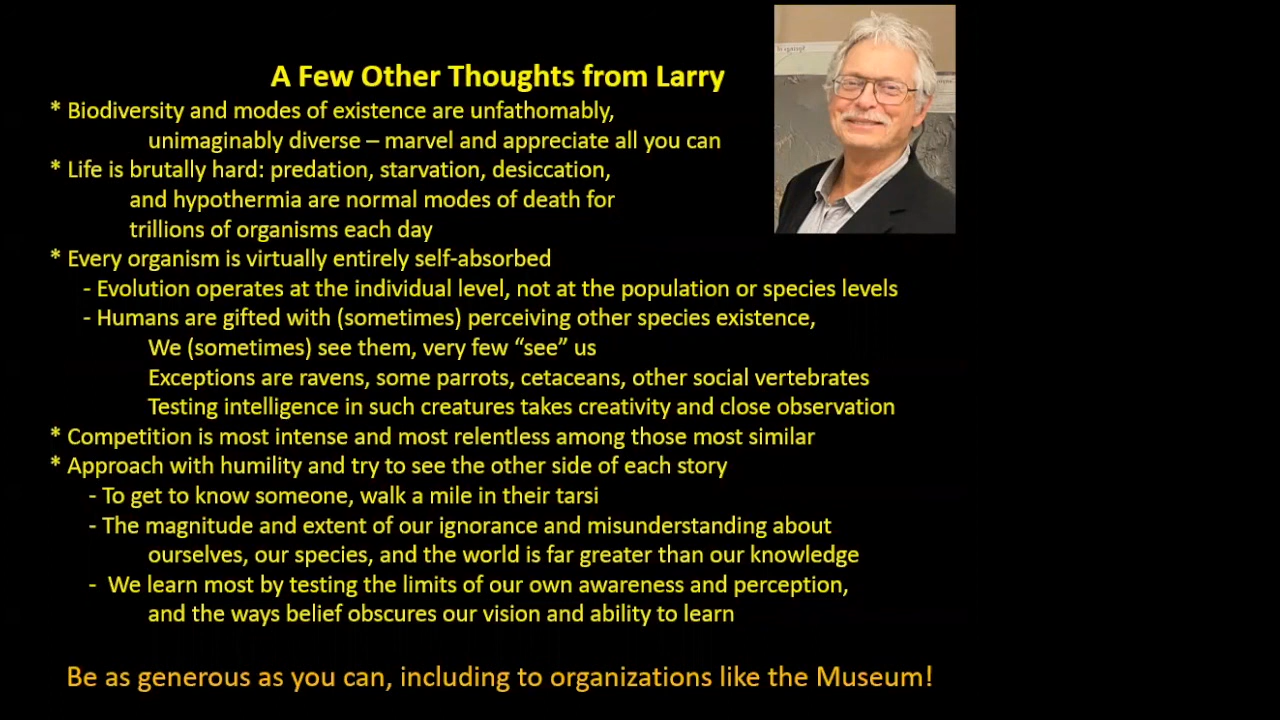 A Few Other Thoughts from Larry
* Biodiversity and modes of existence are unfathomably,
unimaginably diverse – marvel and appreciate all you can
* Life is brutally hard: predation, starvation, desiccation,
and hypothermia are normal modes of death for
trillions of organisms each day
* Every organism is virtually entirely self-absorbed
- Evolution operates at the individual level, not at the population or species levels
- Humans are gifted with (sometimes) perceiving other species existence,
We (sometimes) see them, very few “see” us
Exceptions are ravens, some parrots, cetaceans, other social vertebrates
Testing intelligence in such creatures takes creativity and close observation
* Competition is most intense and most relentless among those most similar
* Approach with humility and try to see the other side of each story
- To get to know someone, walk a mile in their tarsi
- The magnitude and extent of our ignorance and misunderstanding about
ourselves, our species, and the world is far greater than our knowledge
- We learn most by testing the limits of our own awareness and perception,
and the ways belief obscures our vision and ability to learn
Be as generous as you can, including to organizations like the Museum!